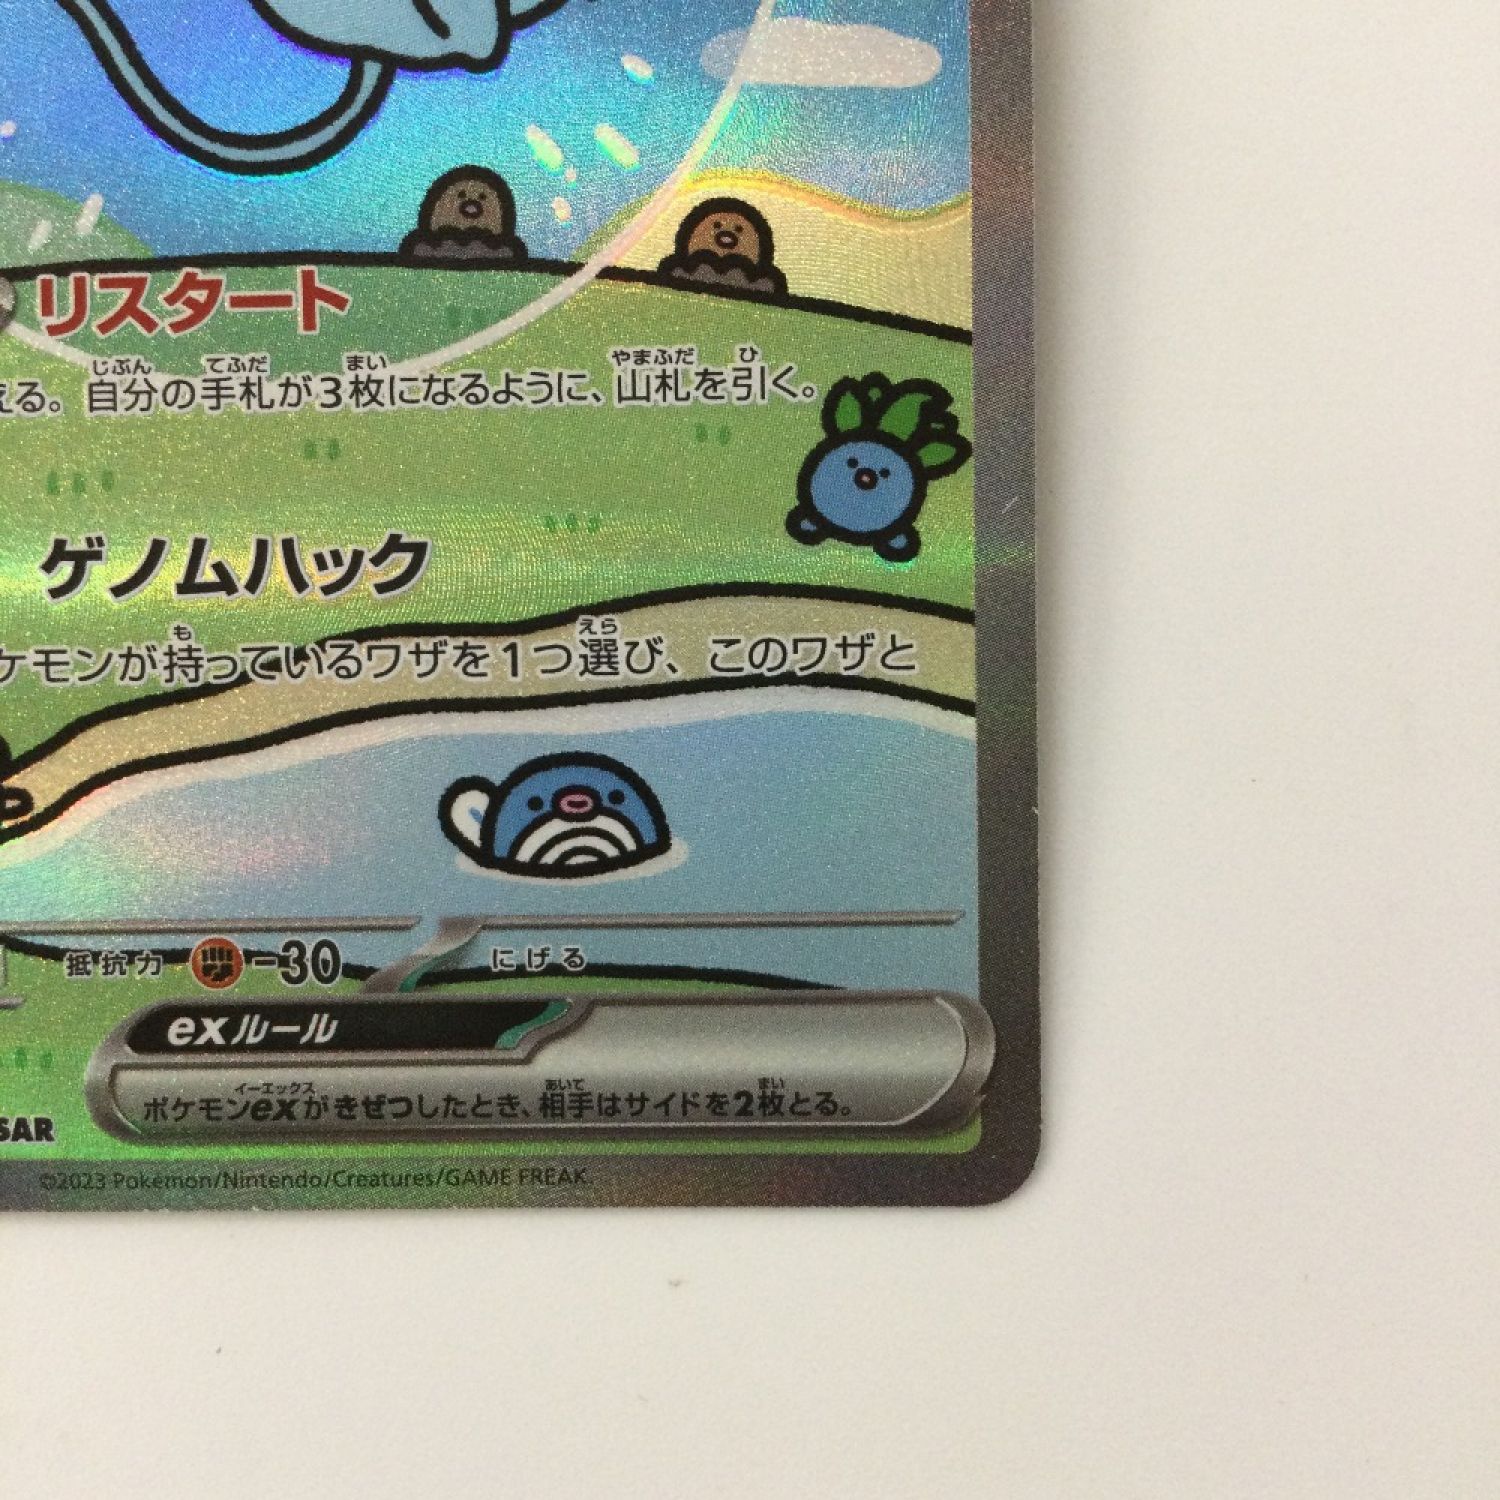 リスタート
える。自分の手札が3枚になるように、山札を引く。
じぶん てふだ まい やまふだ ひ
ゲノムハック
ケモンが持っているワザを1つ選び、このワザと
も えら
抵抗力 -30 にげる
exルール
ポケモンexがきぜつしたとき、相手はサイドを2枚とる。
イーエックス あいて まい
SAR
©2023 Pokémon/Nintendo/Creatures/GAME FREAK.